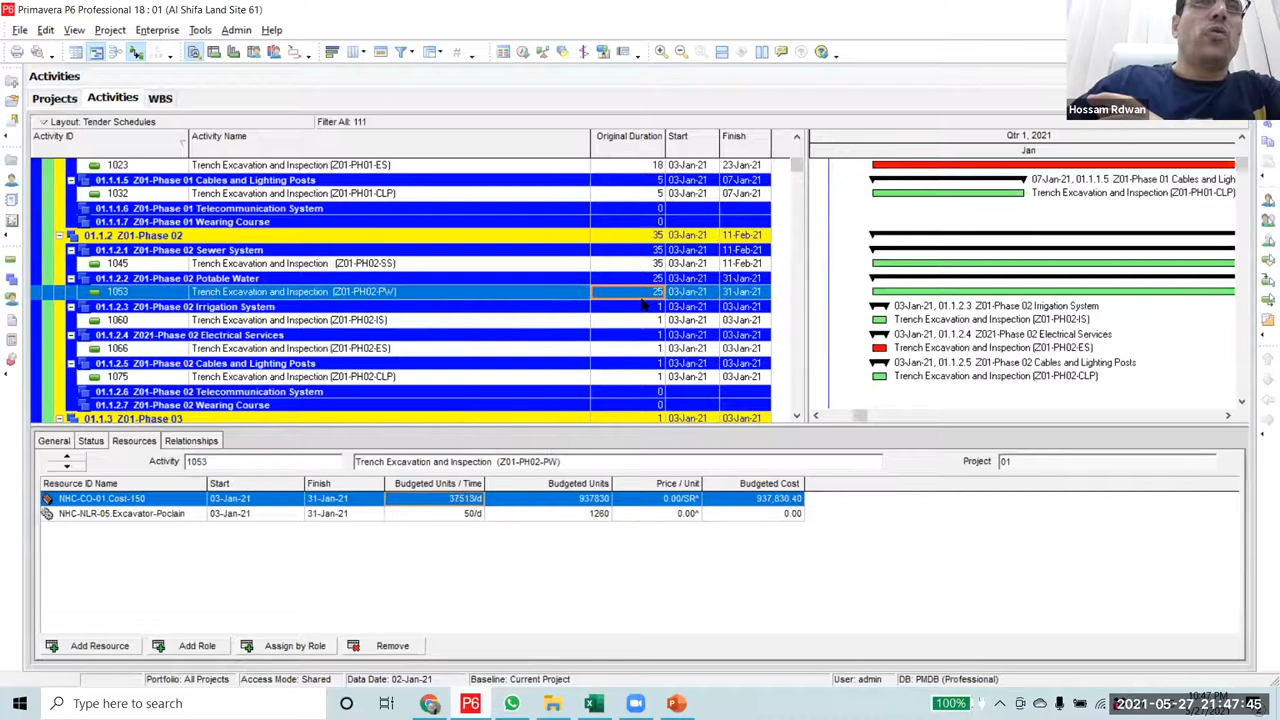 Primavera P6 Professional 18 : 01 (Al Shifa Land Site 61)
File Edit View Project Enterprise Tools Admin Help
Hossam Rdwan
Activities
Projects Activities WBS
Layout: Tender Schedules Filter All: 111
Activity ID Activity Name Original Duration Start Finish Qtr 1, 2021
Jan
1023 Trench Excavation and Inspection (Z01-PH01-ES) 18 03-Jan-21 23-Jan-21
01.1.1.5 Z01-Phase 01 Cables and Lighting Posts 5 03-Jan-21 07-Jan-21 07-Jan-21, 01.1.1.5 Z01-Phase 01 Cables and Ligh
1032 Trench Excavation and Inspection (Z01-PH01-CLP) 5 03-Jan-21 07-Jan-21 Trench Excavation and Inspection (Z01-PH01-CLP)
01.1.1.6 Z01-Phase 01 Telecommunication System 0
01.1.1.7 Z01-Phase 01 Wearing Course 0
01.1.2 Z01-Phase 02 35 03-Jan-21 11-Feb-21
01.1.2.1 Z01-Phase 02 Sewer System 35 03-Jan-21 11-Feb-21
1045 Trench Excavation and Inspection (Z01-PH02-SS) 35 03-Jan-21 11-Feb-21
01.1.2.2 Z01-Phase 02 Potable Water 25 03-Jan-21 31-Jan-21
1053 Trench Excavation and Inspection (Z01-PH02-PW) 25 03-Jan-21 31-Jan-21
01.1.2.3 Z01-Phase 02 Irrigation System 1 03-Jan-21 03-Jan-21 03-Jan-21, 01.1.2.3 Z01-Phase 02 Irrigation System
1060 Trench Excavation and Inspection (Z01-PH02-IS) 1 03-Jan-21 03-Jan-21 Trench Excavation and Inspection (Z01-PH02-IS)
01.1.2.4 Z021-Phase 02 Electrical Services 1 03-Jan-21 03-Jan-21 03-Jan-21, 01.1.2.4 Z021-Phase 02 Electrical Services
1066 Trench Excavation and Inspection (Z01-PH02-ES) 1 03-Jan-21 03-Jan-21 Trench Excavation and Inspection (Z01-PH02-ES)
01.1.2.5 Z01-Phase 02 Cables and Lighting Posts 1 03-Jan-21 03-Jan-21 03-Jan-21, 01.1.2.5 Z01-Phase 02 Cables and Lighting Posts
1075 Trench Excavation and Inspection (Z01-PH02-CLP) 1 03-Jan-21 03-Jan-21 Trench Excavation and Inspection (Z01-PH02-CLP)
01.1.2.6 Z01-Phase 02 Telecommunication System 0
01.1.2.7 Z01-Phase 02 Wearing Course 0
01.1.3 Z01-Phase 03 1 03-Jan-21 03-Jan-21
General Status Resources Relationships
Activity 1053 Trench Excavation and Inspection (Z01-PH02-PW) Project 01
Resource ID Name Start Finish Budgeted Units / Time Budgeted Units Price / Unit Budgeted Cost
NHC-CO-01.Cost-150 03-Jan-21 31-Jan-21 37513/d 937830 0.00/SR* 937,830.40
NHC-NLR-05.Excavator-Poclain 03-Jan-21 31-Jan-21 50/d 1260 0.00* 0.00
Add Resource Add Role Assign by Role Remove
Portfolio: All Projects Access Mode: Shared Data Date: 02-Jan-21 Baseline: Current Project User: admin DB: PMDB (Professional)
Type here to search 100% 2021-05-27 21:47:45